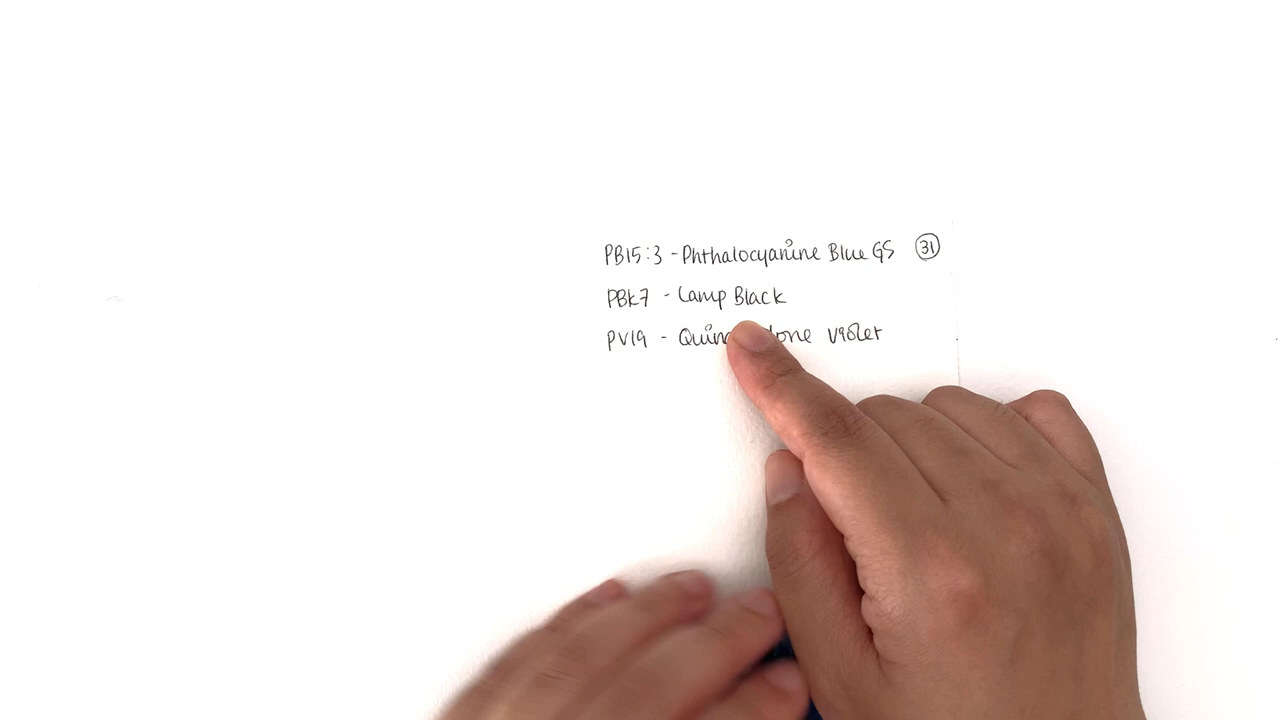 PB15:3 - Phthalocyanine Blue GS 31
PBk7 - Lamp Black
PV19 - Violet